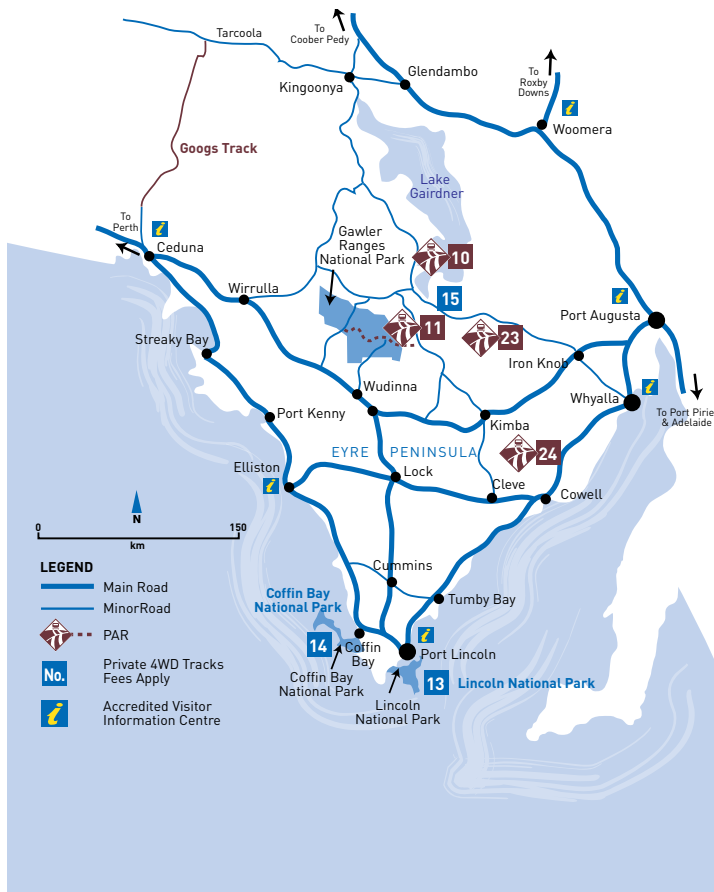 To
Coober Pedy
Tarcoola
Glendambo
Kingoonya
To
Roxby
Downs
i
Woomera
Googs Track
Lake
Gairdner
To
Perth
i
Ceduna
Gawler
Ranges
National Park
10
Wirrulla
15
i
Port Augusta
11
23
Streaky Bay
Iron Knob
Wudinna
i
Whyalla
To Port Pirie
& Adelaide
Port Kenny
Kimba
EYRE PENINSULA
24
Elliston
i
Lock
Cleve
Cowell
N
0
150
km
LEGEND
Main Road
MinorRoad
PAR
No.
Private 4WD Tracks
Fees Apply
i
Accredited Visitor
Information Centre
Cummins
Tumby Bay
Coffin Bay
National Park
14
Coffin
Bay
i
Port Lincoln
Coffin Bay
National Park
13
Lincoln National Park
Lincoln
National Park